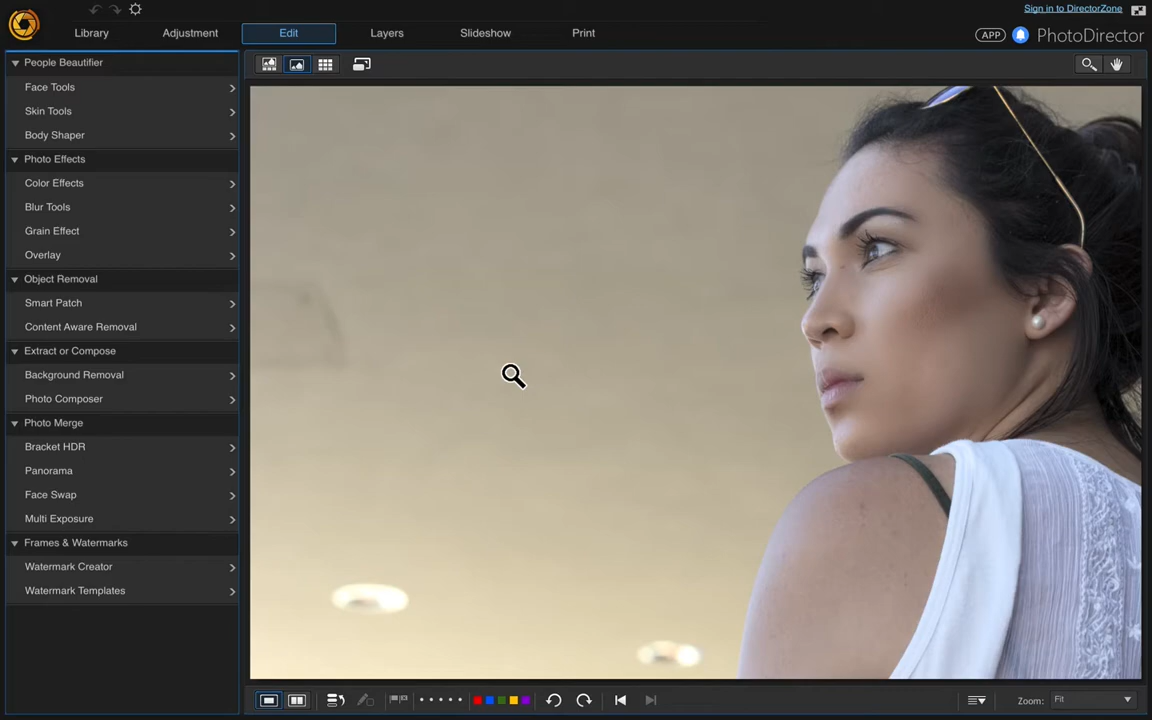 Sign in to DirectorZone
Library Adjustment Edit Layers Slideshow Print
APP PhotoDirector
People Beautifier
Face Tools
Skin Tools
Body Shaper
Photo Effects
Color Effects
Blur Tools
Grain Effect
Overlay
Object Removal
Smart Patch
Content Aware Removal
Extract or Compose
Background Removal
Photo Composer
Photo Merge
Bracket HDR
Panorama
Face Swap
Multi Exposure
Frames & Watermarks
Watermark Creator
Watermark Templates
Zoom: Fit